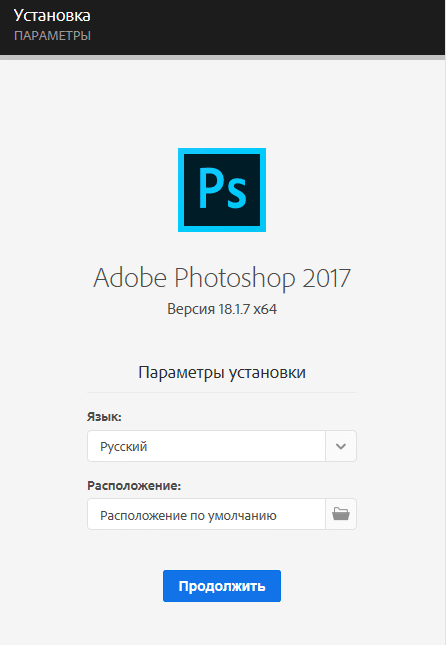 Установка
ПАРАМЕТРЫ
Ps
Adobe Photoshop 2017
Версия 18.1.7 x64
Параметры установки
Язык:
Русский
Расположение:
Расположение по умолчанию
Продолжить